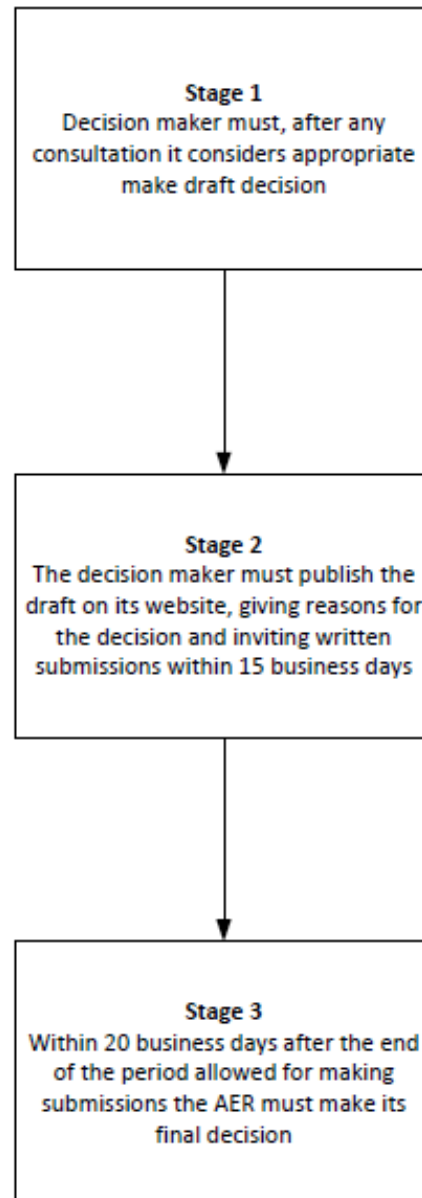 Stage 1
Decision maker must, after any
consultation it considers appropriate
make draft decision
Stage 2
The decision maker must publish the
draft on its website, giving reasons for
the decision and inviting written
submissions within 15 business days
Stage 3
Within 20 business days after the end
of the period allowed for making
submissions the AER must make its
final decision